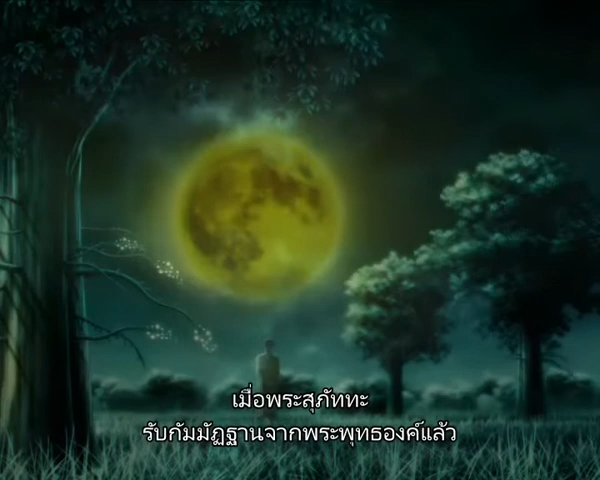 เมื่อพระสุภัททะ
รับกัมมัฏฐานจากพระพุทธองค์แล้ว